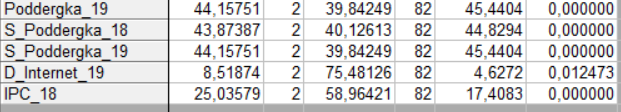 Poddergka_19 44,15751 2 39,84249 82 45,4404 0,000000
S_Poddergka_18 43,87387 2 40,12613 82 44,8294 0,000000
S_Poddergka_19 44,15751 2 39,84249 82 45,4404 0,000000
D_Internet_19 8,51874 2 75,48126 82 4,6272 0,012473
IPC_18 25,03579 2 58,96421 82 17,4083 0,000000